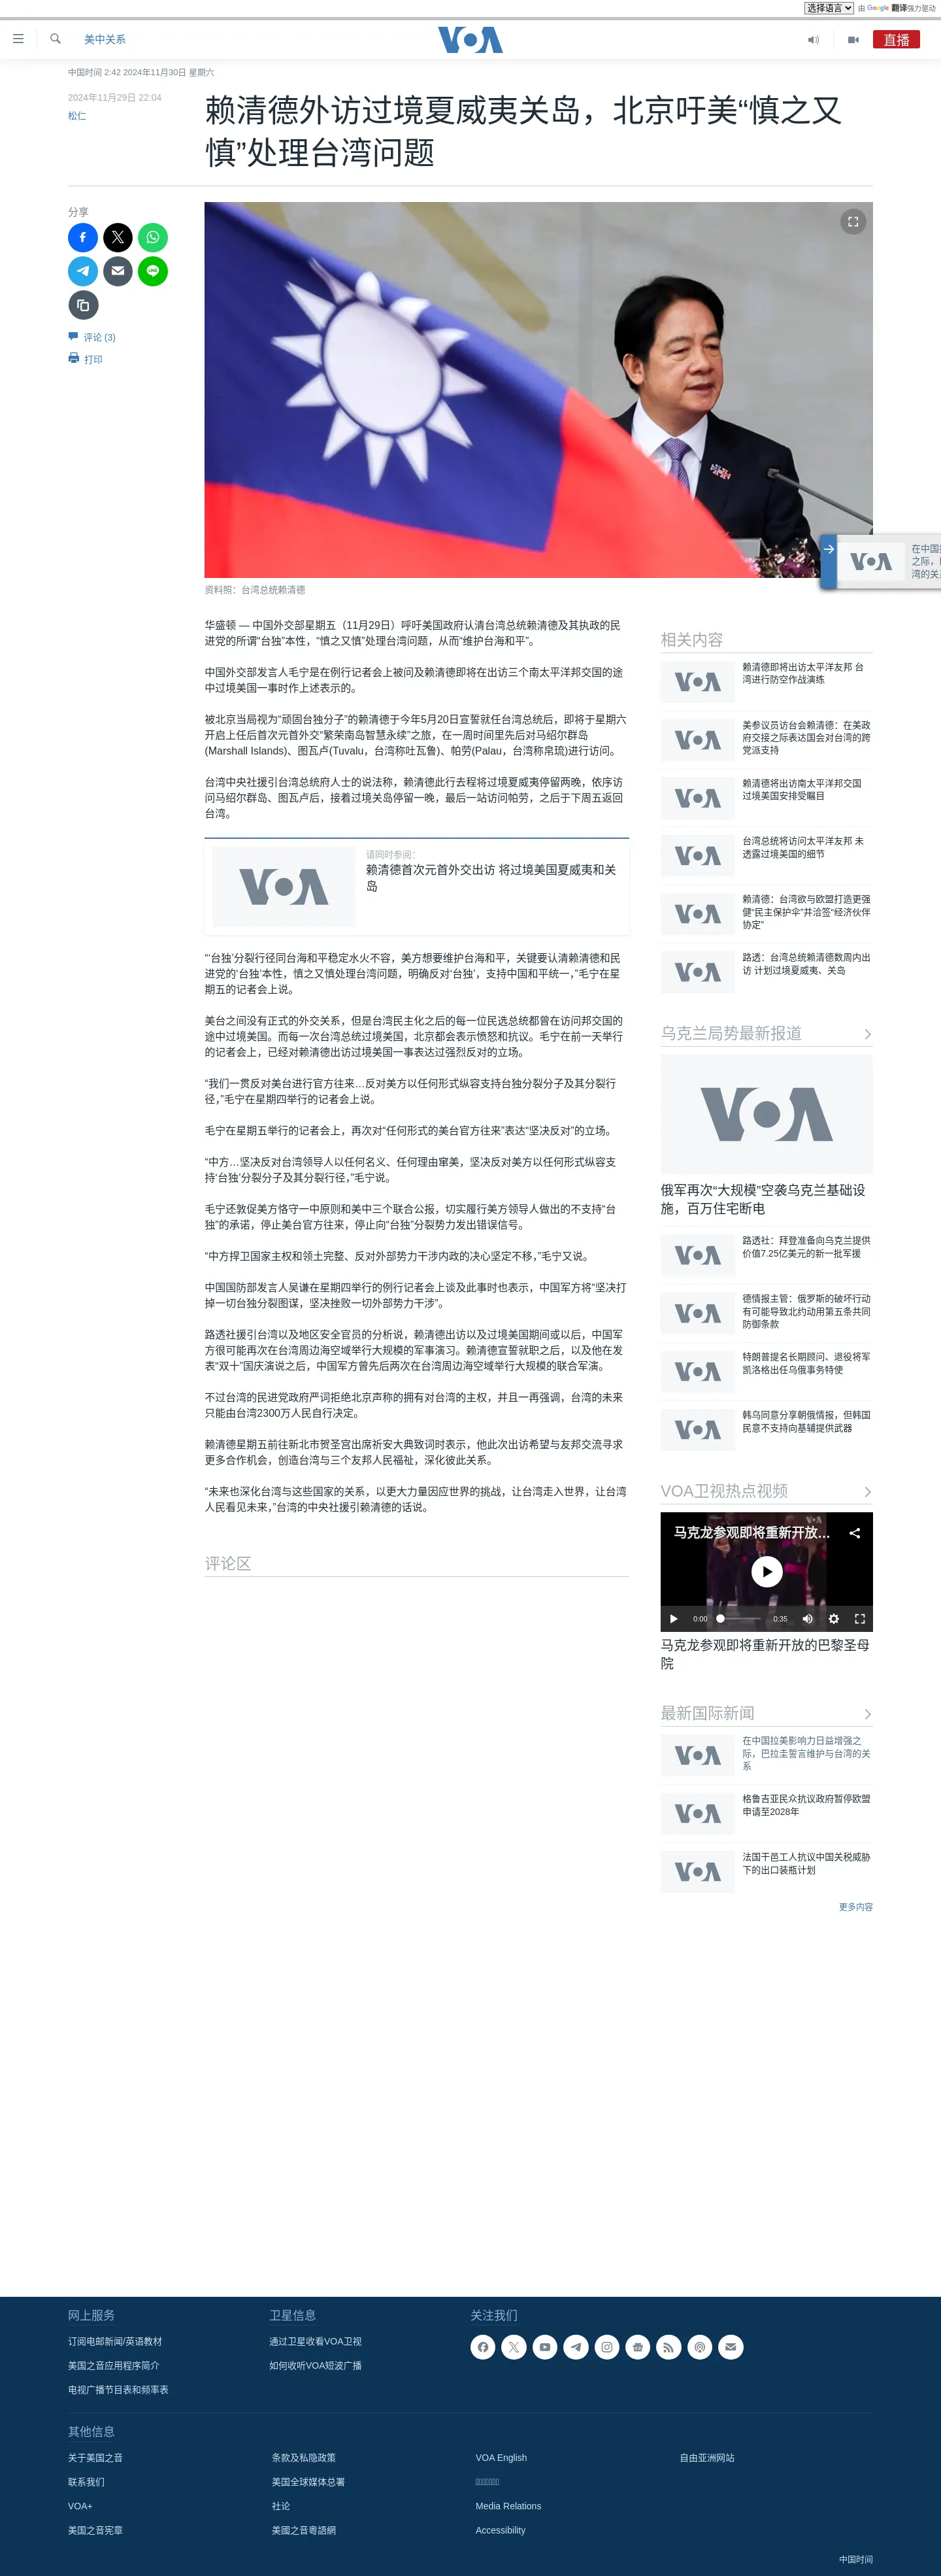 选择语言 由 Google 翻译强力驱动
美中关系
VOA
直播
中国时间 2:42 2024年11月30日 星期六
2024年11月29日 22:04
松仁
赖清德外访过境夏威夷关岛，北京吁美“慎之又
慎”处理台湾问题
分享
评论 (3)
打印
资料照：台湾总统赖清德
VOA
在中国拉
之际，巴
湾的关系
华盛顿 — 中国外交部星期五（11月29日）呼吁美国政府认清台湾总统赖清德及其执政的民
进党的所谓“台独”本性，“慎之又慎”处理台湾问题，从而“维护台海和平”。
中国外交部发言人毛宁是在例行记者会上被问及赖清德即将在出访三个南太平洋邦交国的途
中过境美国一事时作上述表示的。
被北京当局视为“顽固台独分子”的赖清德于今年5月20日宣誓就任台湾总统后，即将于星期六
开启上任后首次元首外交“繁荣南岛智慧永续”之旅，在一周时间里先后对马绍尔群岛
(Marshall Islands)、图瓦卢(Tuvalu，台湾称吐瓦鲁)、帕劳(Palau，台湾称帛琉)进行访问。
台湾中央社援引台湾总统府人士的说法称，赖清德此行去程将过境夏威夷停留两晚，依序访
问马绍尔群岛、图瓦卢后，接着过境关岛停留一晚，最后一站访问帕劳，之后于下周五返回
台湾。
VOA
请同时参阅：
赖清德首次元首外交出访 将过境美国夏威夷和关
岛
“‘台独’分裂行径同台海和平稳定水火不容，美方想要维护台海和平，关键要认清赖清德和民
进党的‘台独’本性，慎之又慎处理台湾问题，明确反对‘台独’，支持中国和平统一，”毛宁在星
期五的记者会上说。
美台之间没有正式的外交关系，但是台湾民主化之后的每一位民选总统都曾在访问邦交国的
途中过境美国。而每一次台湾总统过境美国，北京都会表示愤怒和抗议。毛宁在前一天举行
的记者会上，已经对赖清德出访过境美国一事表达过强烈反对的立场。
“我们一贯反对美台进行官方往来…反对美方以任何形式纵容支持台独分裂分子及其分裂行
径，”毛宁在星期四举行的记者会上说。
毛宁在星期五举行的记者会上，再次对“任何形式的美台官方往来”表达“坚决反对”的立场。
“中方…坚决反对台湾领导人以任何名义、任何理由窜美，坚决反对美方以任何形式纵容支
持‘台独’分裂分子及其分裂行径，”毛宁说。
毛宁还敦促美方恪守一中原则和美中三个联合公报，切实履行美方领导人做出的不支持“台
独”的承诺，停止美台官方往来，停止向“台独”分裂势力发出错误信号。
“中方捍卫国家主权和领土完整、反对外部势力干涉内政的决心坚定不移，”毛宁又说。
中国国防部发言人吴谦在星期四举行的例行记者会上谈及此事时也表示，中国军方将“坚决打
掉一切台独分裂图谋，坚决挫败一切外部势力干涉”。
路透社援引台湾以及地区安全官员的分析说，赖清德出访以及过境美国期间或以后，中国军
方很可能再次在台湾周边海空域举行大规模的军事演习。赖清德宣誓就职之后，以及他在发
表“双十”国庆演说之后，中国军方曾先后两次在台湾周边海空域举行大规模的联合军演。
不过台湾的民进党政府严词拒绝北京声称的拥有对台湾的主权，并且一再强调，台湾的未来
只能由台湾2300万人民自行决定。
赖清德星期五前往新北市贺圣宫出席祈安大典致词时表示，他此次出访希望与友邦交流寻求
更多合作机会，创造台湾与三个友邦人民福祉，深化彼此关系。
“未来也深化台湾与这些国家的关系，以更大力量因应世界的挑战，让台湾走入世界，让台湾
人民看见未来，”台湾的中央社援引赖清德的话说。
评论区
相关内容
VOA
赖清德即将出访太平洋友邦 台
湾进行防空作战演练
VOA
美参议员访台会赖清德：在美政
府交接之际表达国会对台湾的跨
党派支持
VOA
赖清德将出访南太平洋邦交国
过境美国安排受瞩目
VOA
台湾总统将访问太平洋友邦 未
透露过境美国的细节
VOA
赖清德：台湾欲与欧盟打造更强
健“民主保护伞”并洽签“经济伙伴
协定”
VOA
路透：台湾总统赖清德数周内出
访 计划过境夏威夷、关岛
乌克兰局势最新报道
VOA
俄军再次“大规模”空袭乌克兰基础设
施，百万住宅断电
VOA
路透社：拜登准备向乌克兰提供
价值7.25亿美元的新一批军援
VOA
德情报主管：俄罗斯的破坏行动
有可能导致北约动用第五条共同
防御条款
VOA
特朗普提名长期顾问、退役将军
凯洛格出任乌俄事务特使
VOA
韩乌同意分享朝俄情报，但韩国
民意不支持向基辅提供武器
VOA卫视热点视频
马克龙参观即将重新开放…
VOA
0:00
0:35
马克龙参观即将重新开放的巴黎圣母
院
最新国际新闻
VOA
在中国拉美影响力日益增强之
际，巴拉圭誓言维护与台湾的关
系
VOA
格鲁吉亚民众抗议政府暂停欧盟
申请至2028年
VOA
法国干邑工人抗议中国关税威胁
下的出口装瓶计划
更多内容
网上服务
订阅电邮新闻/英语教材
美国之音应用程序简介
电视广播节目表和频率表
卫星信息
通过卫星收看VOA卫视
如何收听VOA短波广播
关注我们
其他信息
关于美国之音
联系我们
VOA+
美国之音宪章
条款及私隐政策
美国全球媒体总署
社论
美國之音粵語網
VOA English
Media Relations
Accessibility
自由亚洲网站
中国时间